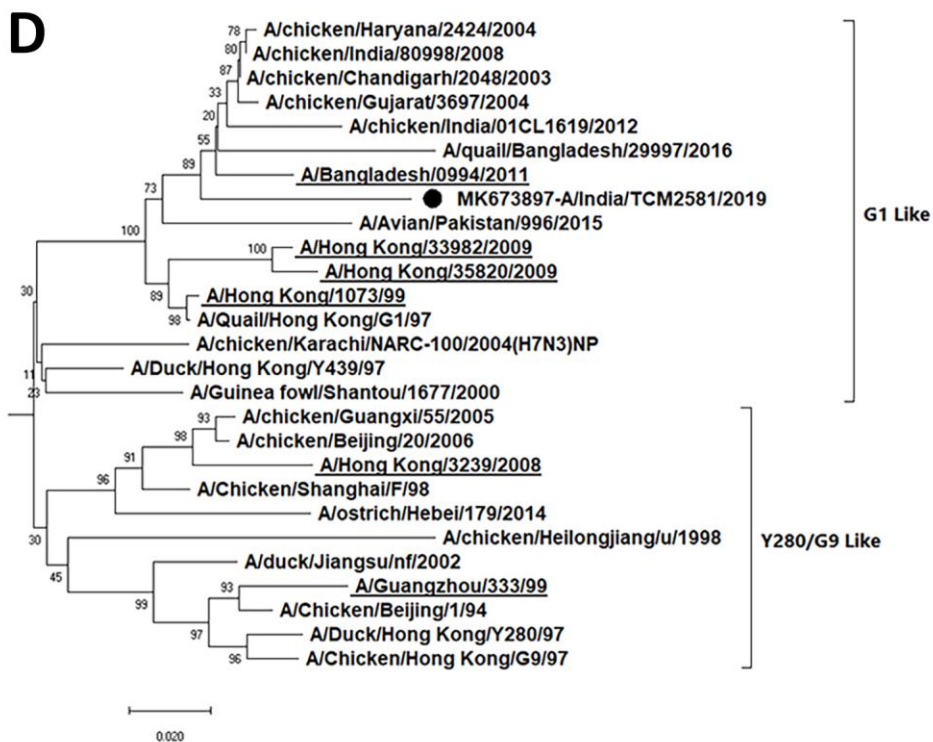 D
78
A/chicken/Haryana/2424/2004
80
A/chicken/India/80998/2008
87
A/chicken/Chandigarh/2048/2003
33
A/chicken/Gujarat/3697/2004
20
A/chicken/India/01CL1619/2012
55
A/quail/Bangladesh/29997/2016
89
A/Bangladesh/0994/2011
73
MK673897-A/India/TCM2581/2019
G1 Like
A/Avian/Pakistan/996/2015
100
100
A/Hong Kong/33982/2009
A/Hong Kong/35820/2009
89
A/Hong Kong/1073/99
98
A/Quail/Hong Kong/G1/97
30
A/chicken/Karachi/NARC-100/2004(H7N3)NP
11
A/Duck/Hong Kong/Y439/97
23
A/Guinea fowl/Shantou/1677/2000
93
A/chicken/Guangxi/55/2005
98
A/chicken/Beijing/20/2006
91
A/Hong Kong/3239/2008
96
A/Chicken/Shanghai/F/98
A/ostrich/Hebei/179/2014
30
A/chicken/Heilongjiang/u/1998
Y280/G9 Like
45
A/duck/Jiangsu/nf/2002
99
93
A/Guangzhou/333/99
A/Chicken/Beijing/1/94
97
A/Duck/Hong Kong/Y280/97
96
A/Chicken/Hong Kong/G9/97
0.020